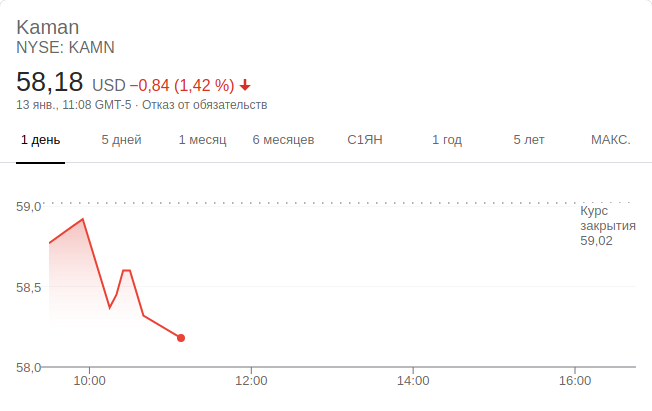 Kaman
NYSE: KAMN
58,18 USD −0,84 (1,42 %)
13 янв., 11:08 GMT-5 · Отказ от обязательств
1 день 5 дней 1 месяц 6 месяцев С1ЯН 1 год 5 лет МАКС.
59,0
Курс
закрытия
59,02
58,5
58,0
10:00 12:00 14:00 16:00